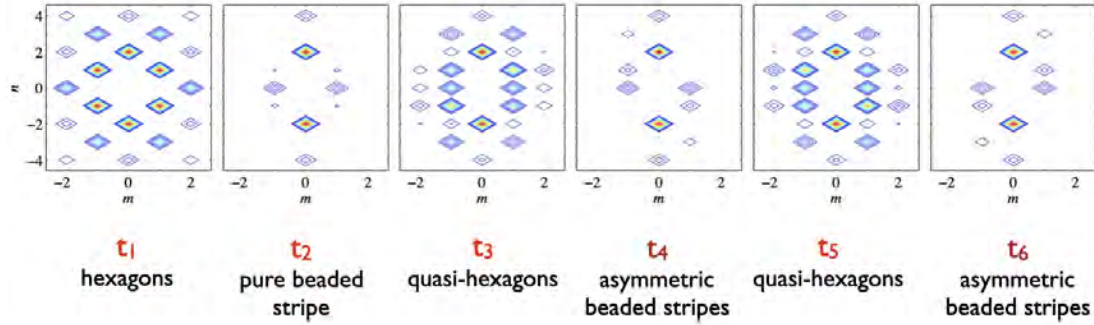 4
2
n
0
−2
−4
−2 0 2 −2 0 2 −2 0 2 −2 0 2 −2 0 2 −2 0 2
m m m m m m
t1 t2 t3 t4 t5 t6
hexagons pure beaded quasi-hexagons asymmetric quasi-hexagons asymmetric
stripe beaded stripes beaded stripes